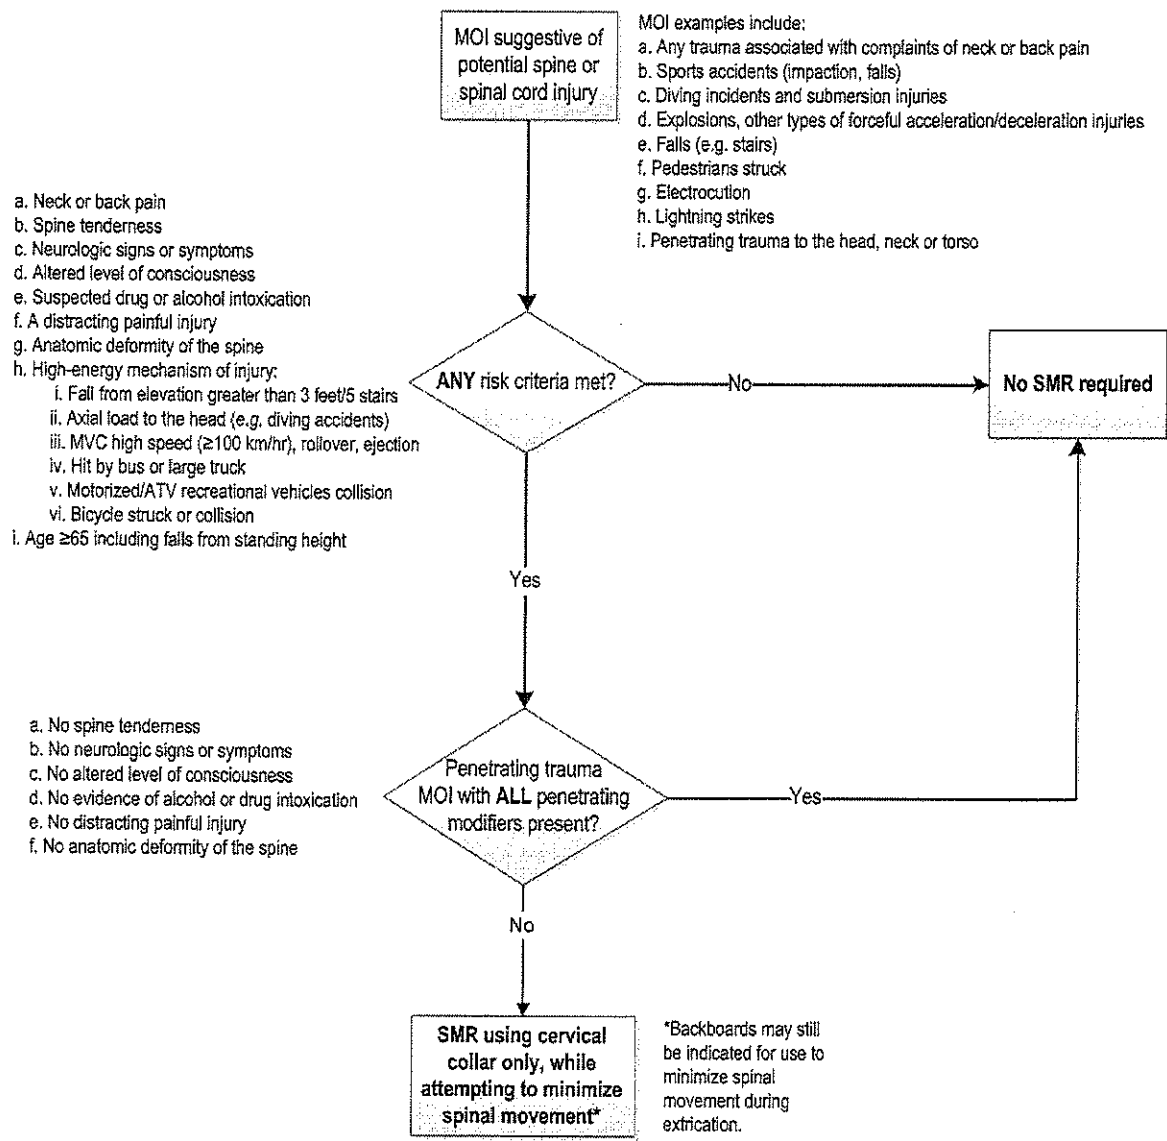 MOI suggestive of
potential spine or
spinal cord injury
MOI examples include:
a. Any trauma associated with complaints of neck or back pain
b. Sports accidents (impaction, falls)
c. Diving incidents and submersion injuries
d. Explosions, other types of forceful acceleration/deceleration injuries
e. Falls (e.g. stairs)
f. Pedestrians struck
g. Electrocution
h. Lightning strikes
i. Penetrating trauma to the head, neck or torso
a. Neck or back pain
b. Spine tenderness
c. Neurologic signs or symptoms
d. Altered level of consciousness
e. Suspected drug or alcohol intoxication
f. A distracting painful injury
g. Anatomic deformity of the spine
h. High-energy mechanism of injury:
i. Fall from elevation greater than 3 feet/5 stairs
ii. Axial load to the head (e.g. diving accidents)
iii. MVC high speed (≥100 km/hr), rollover, ejection
iv. Hit by bus or large truck
v. Motorized/ATV recreational vehicles collision
vi. Bicycle struck or collision
i. Age ≥65 including falls from standing height
ANY risk criteria met?
No
No SMR required
Yes
a. No spine tenderness
b. No neurologic signs or symptoms
c. No altered level of consciousness
d. No evidence of alcohol or drug intoxication
e. No distracting painful injury
f. No anatomic deformity of the spine
Penetrating trauma
MOI with ALL penetrating
modifiers present?
Yes
No
SMR using cervical
collar only, while
attempting to minimize
spinal movement*
*Backboards may still
be indicated for use to
minimize spinal
movement during
extrication.